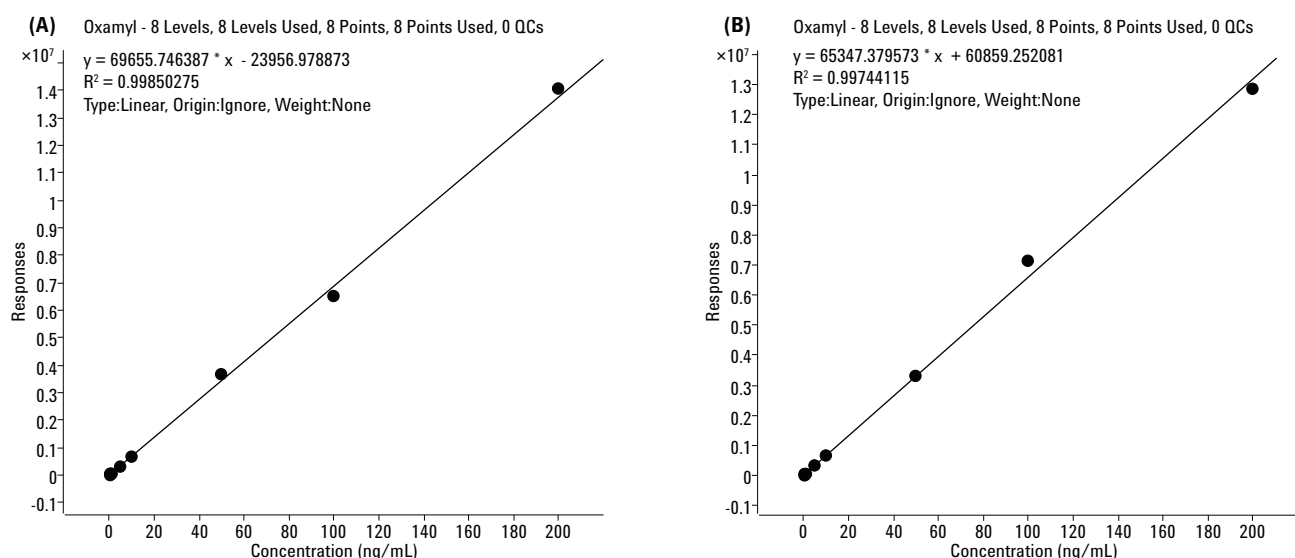 (A) Oxamyl - 8 Levels, 8 Levels Used, 8 Points, 8 Points Used, 0 QCs
×10⁷
y = 69655.746387 * x - 23956.978873
R² = 0.99850275
Type:Linear, Origin:Ignore, Weight:None
Responses
1.4
1.3
1.2
1.1
1
0.9
0.8
0.7
0.6
0.5
0.4
0.3
0.2
0.1
0
-0.1
0 20 40 60 80 100 120 140 160 180 200
Concentration (ng/mL)
(B) Oxamyl - 8 Levels, 8 Levels Used, 8 Points, 8 Points Used, 0 QCs
×10⁷
y = 65347.379573 * x + 60859.252081
R² = 0.99744115
Type:Linear, Origin:Ignore, Weight:None
Responses
1.3
1.2
1.1
1
0.9
0.8
0.7
0.6
0.5
0.4
0.3
0.2
0.1
0
-0.1
0 20 40 60 80 100 120 140 160 180 200
Concentration (ng/mL)